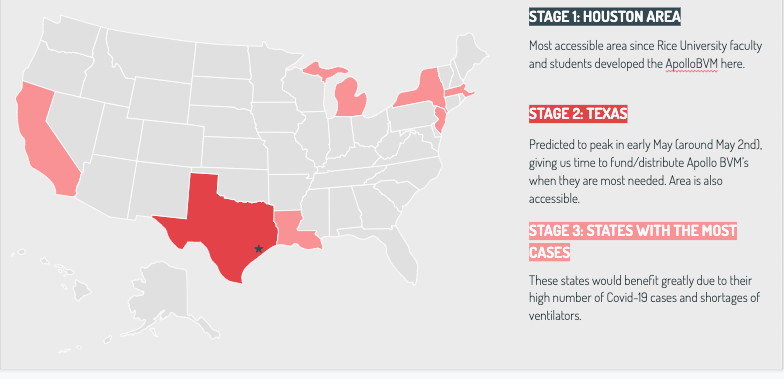 STAGE 1: HOUSTON AREA
Most accessible area since Rice University faculty
and students developed the ApolloBVM here.
STAGE 2: TEXAS
Predicted to peak in early May (around May 2nd),
giving us time to fund/distribute Apollo BVM's
when they are most needed. Area is also
accessible.
STAGE 3: STATES WITH THE MOST
CASES
These states would benefit greatly due to their
high number of Covid-19 cases and shortages of
ventilators.